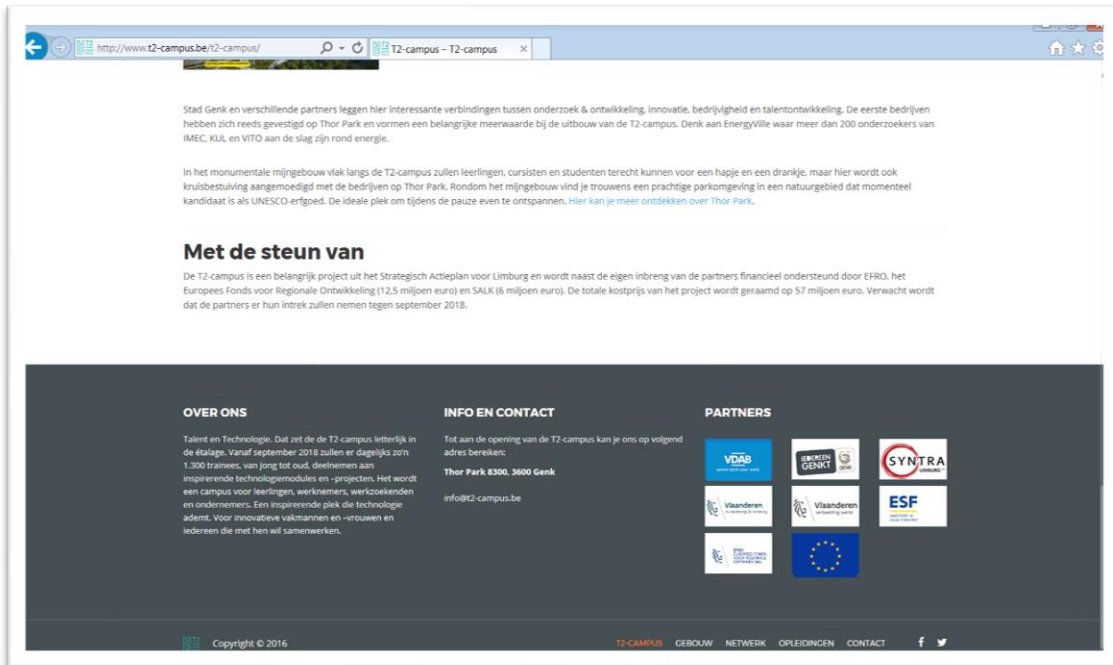 http://www.t2-campus.be/t2-campus/
T2-campus – T2-campus
Stad Genk en verschillende partners leggen hier interessante verbindingen tussen onderzoek & ontwikkeling, innovatie, bedrijvigheid en talentontwikkeling. De eerste bedrijven
hebben zich reeds gevestigd op Thor Park en vormen een belangrijke meerwaarde bij de uitbouw van de T2-campus. Denk aan EnergyVille waar meer dan 200 onderzoekers van
IMEC, KUL en VITO aan de slag zijn rond energie.
In het monumentale mijngebouw vlak langs de T2-campus zullen leerlingen, cursisten en studenten terecht kunnen voor een hapje en een drankje, maar hier wordt ook
kruisbestuiving aangemoedigd met de bedrijven op Thor Park. Rondom het mijngebouw vind je trouwens een prachtige parkomgeving in een natuurgebied dat momenteel
kandidaat is als UNESCO-erfgoed. De ideale plek om tijdens de pauze even te ontspannen. Hier kan je meer ontdekken over Thor Park.
Met de steun van
De T2-campus is een belangrijk project uit het Strategisch Actieplan voor Limburg en wordt naast de eigen inbreng van de partners financieel ondersteund door EFRO, het
Europees Fonds voor Regionale Ontwikkeling (12,5 miljoen euro) en SALK (6 miljoen euro). De totale kostprijs van het project wordt geraamd op 57 miljoen euro. Verwacht wordt
dat de partners er hun intrek zullen nemen tegen september 2018.
OVER ONS
Talent en Technologie. Dat zet de de T2-campus letterlijk in
de étalage. Vanaf september 2018 zullen er dagelijks zo'n
1.300 trainees, van jong tot oud, deelnemen aan
inspirerende technologiemodules en –projecten. Het wordt
een campus voor leerlingen, werknemers, werkzoekenden
en ondernemers. Een inspirerende plek die technologie
ademt. Voor innovatieve vakmannen en –vrouwen en
iedereen die met hen wil samenwerken.
INFO EN CONTACT
Tot aan de opening van de T2-campus kan je ons op volgend
adres bereiken:
Thor Park 8300, 3600 Genk
info@t2-campus.be
PARTNERS
VDAB
IEDEREEN
GENKT
GENK
SYNTRA
LIMBURG
Vlaanderen
Vlaanderen
verbeelding werkt
ESF
EUROPEES FONDS
VOOR REGIONALE
ONTWIKKELING
Copyright © 2016
T2-CAMPUS GEBOUW NETWERK OPLEIDINGEN CONTACT